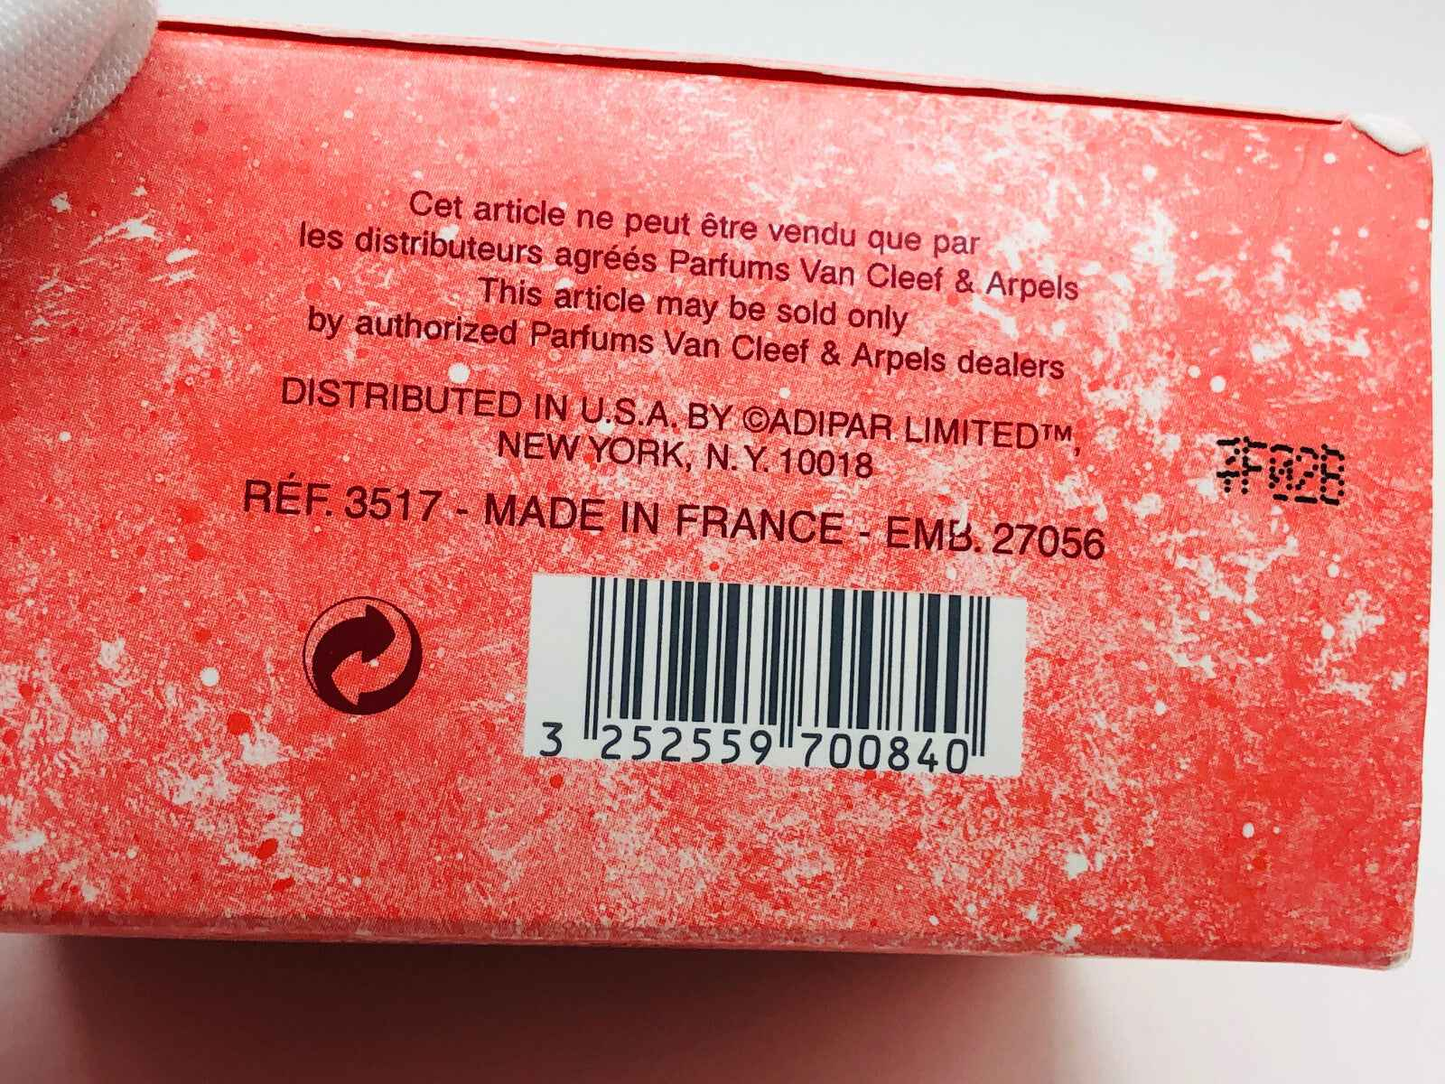 Cet article ne peut être vendu que par
les distributeurs agréés Parfums Van Cleef & Arpels
This article may be sold only
by authorized Parfums Van Cleef & Arpels dealers
DISTRIBUTED IN U.S.A. BY ©ADIPAR LIMITED™,
NEW YORK, N.Y. 10018
RÉF. 3517 - MADE IN FRANCE - EMB. 27056
7F02B
3 252559 700840